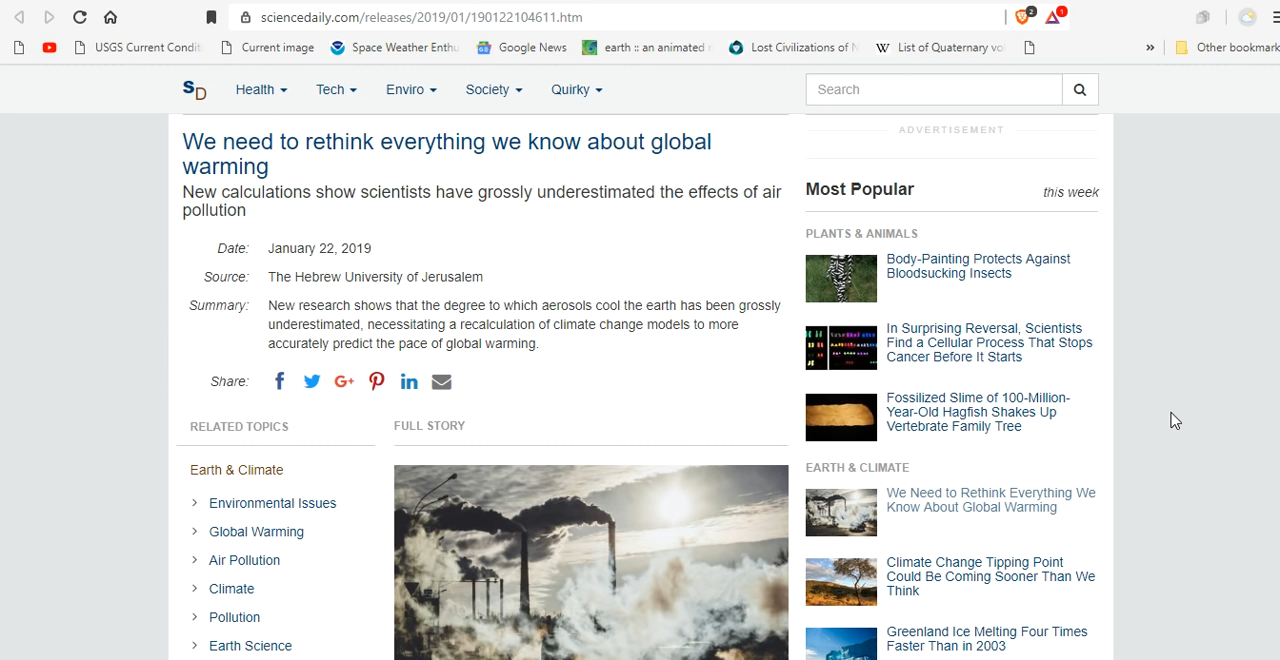 sciencedaily.com/releases/2019/01/190122104611.htm
2
1
USGS Current Condit
Current image
Space Weather Enthu
Google News
earth :: an animated
Lost Civilizations of N
W
List of Quaternary vo
»
Other bookmark
SD
Health
Tech
Enviro
Society
Quirky
Search
We need to rethink everything we know about global
warming
New calculations show scientists have grossly underestimated the effects of air
pollution
Date: January 22, 2019
Source: The Hebrew University of Jerusalem
Summary: New research shows that the degree to which aerosols cool the earth has been grossly
underestimated, necessitating a recalculation of climate change models to more
accurately predict the pace of global warming.
Share: f G+ in
RELATED TOPICS
Earth & Climate
Environmental Issues
Global Warming
Air Pollution
Climate
Pollution
Earth Science
FULL STORY
ADVERTISEMENT
Most Popular
this week
PLANTS & ANIMALS
Body-Painting Protects Against
Bloodsucking Insects
In Surprising Reversal, Scientists
Find a Cellular Process That Stops
Cancer Before It Starts
Fossilized Slime of 100-Million-
Year-Old Hagfish Shakes Up
Vertebrate Family Tree
EARTH & CLIMATE
We Need to Rethink Everything We
Know About Global Warming
Climate Change Tipping Point
Could Be Coming Sooner Than We
Think
Greenland Ice Melting Four Times
Faster Than in 2003